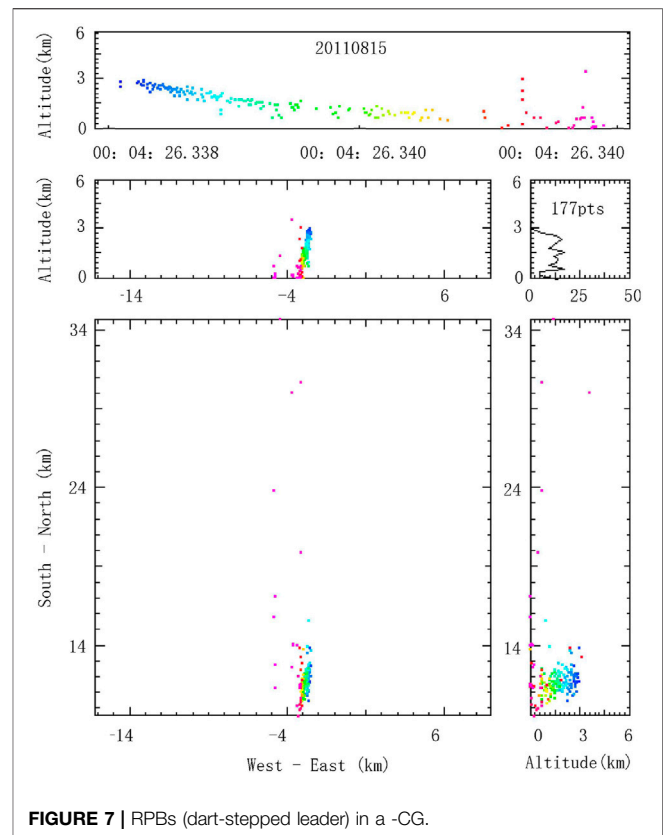 20110815
Altitude(km)
6
3
0
00: 04: 26.338 00: 04: 26.340 00: 04: 26.340
Altitude(km)
6
3
0
-14 -4 6
6
3
0
177pts
0 25 50
South - North (km)
34
24
14
-14 -4 6
West - East (km)
34
24
14
0 3 6
Altitude(km)
FIGURE 7 | RPBs (dart-stepped leader) in a -CG.